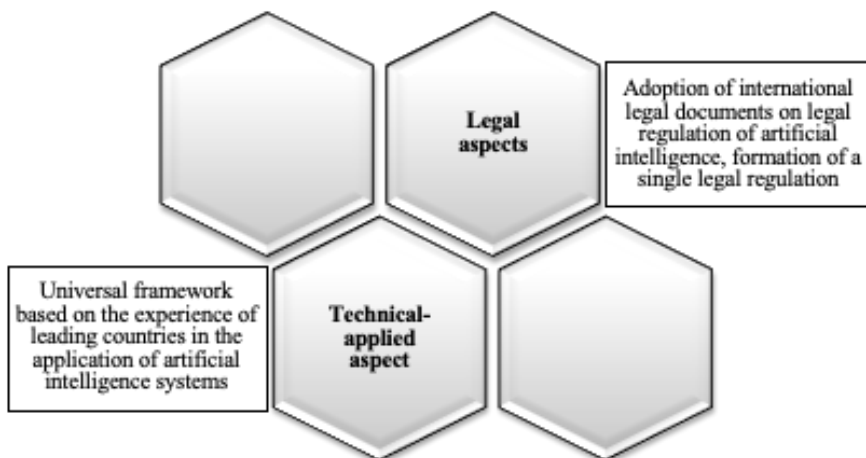 Legal
aspects
Adoption of international
legal documents on legal
regulation of artificial
intelligence, formation of a
single legal regulation
Universal framework
based on the experience of
leading countries in the
application of artificial
intelligence systems
Technical-
applied
aspect